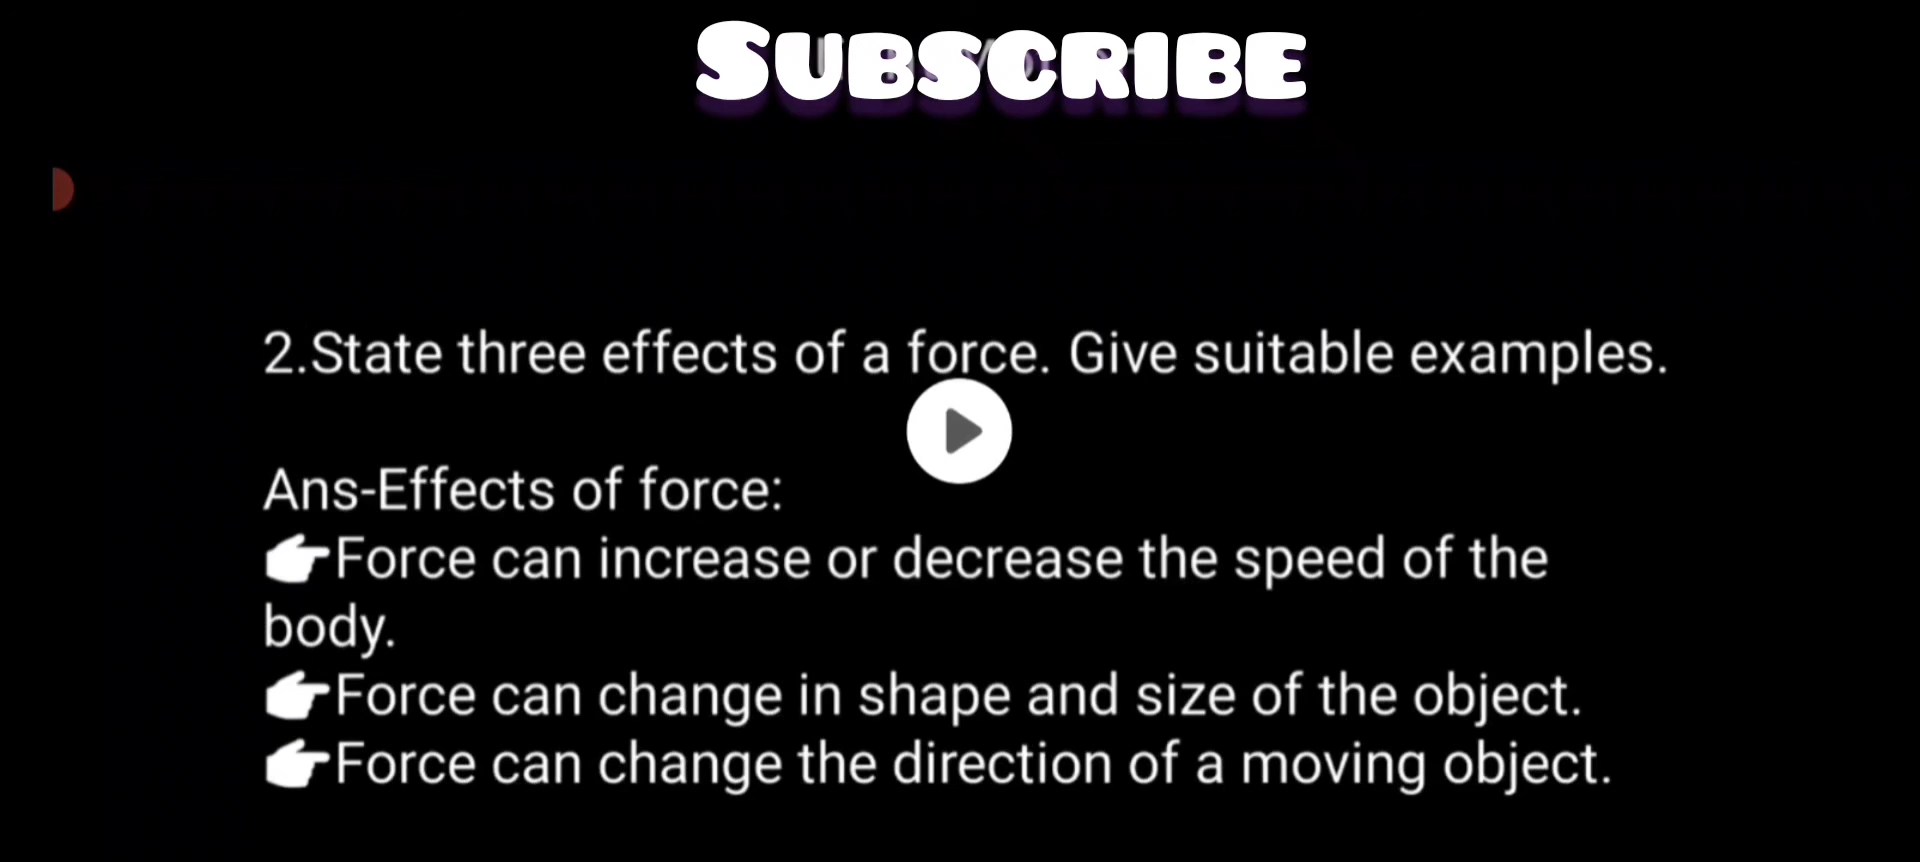 SUBSCRIBE
2.State three effects of a force. Give suitable examples.
Ans-Effects of force:
👉Force can increase or decrease the speed of the
body.
👉Force can change in shape and size of the object.
👉Force can change the direction of a moving object.